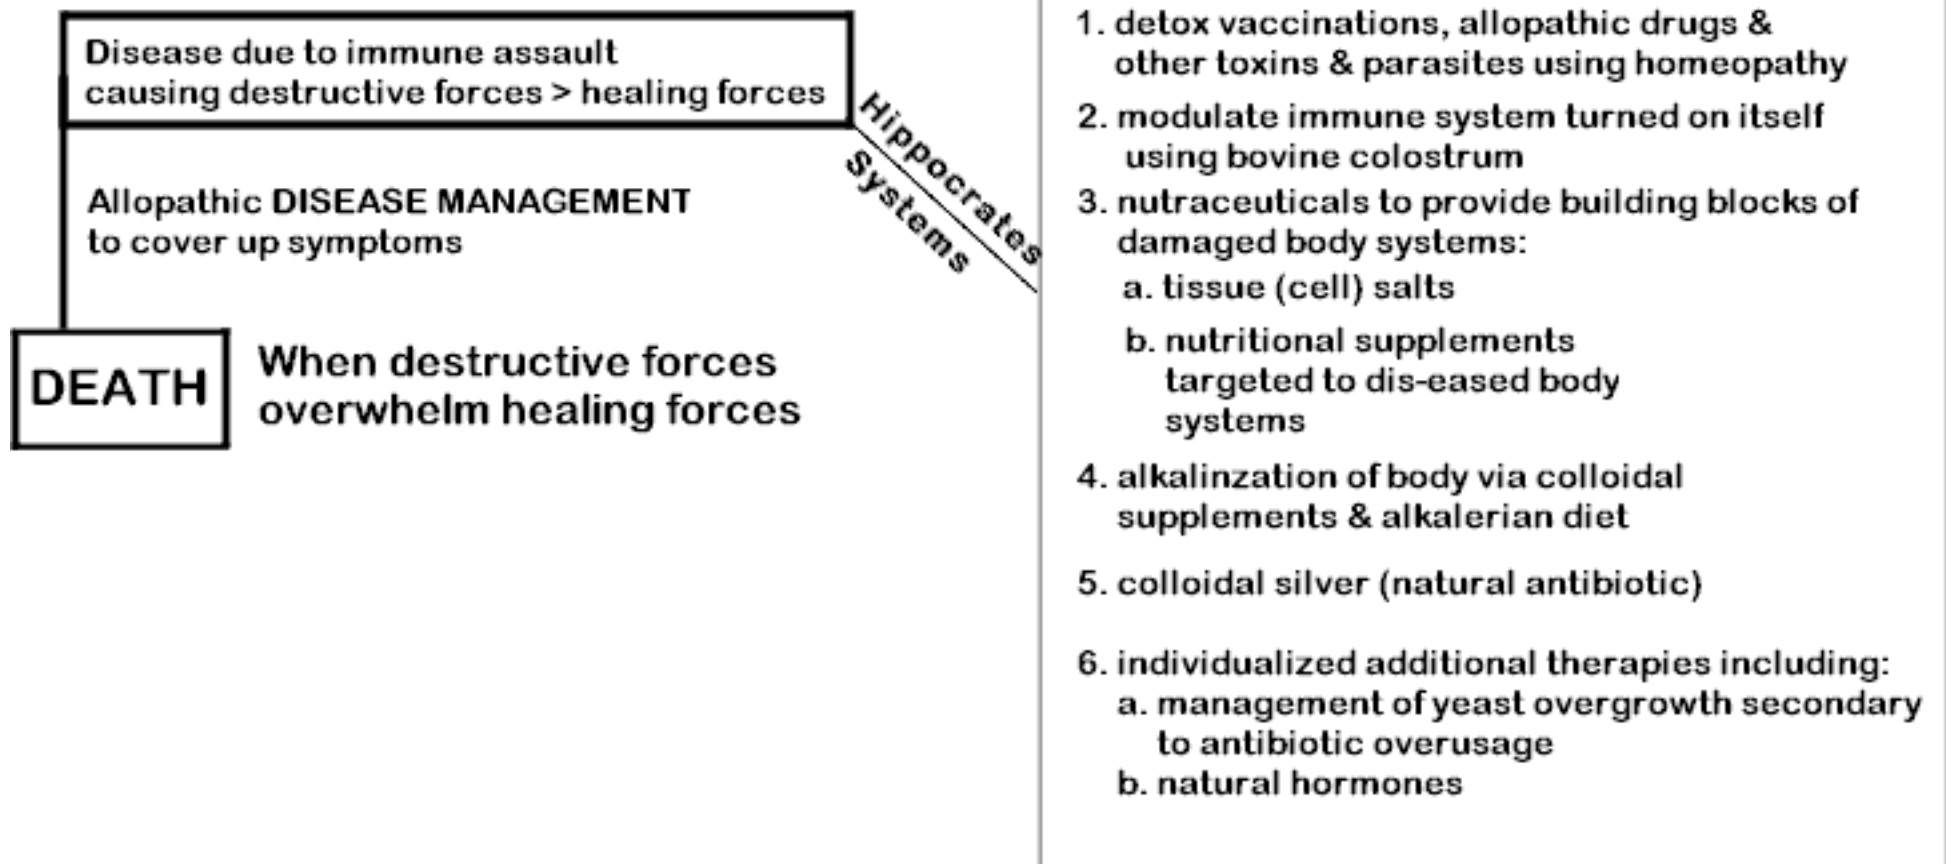 Disease due to immune assault
causing destructive forces > healing forces
Hippocrates
Systems
Allopathic DISEASE MANAGEMENT
to cover up symptoms
DEATH
When destructive forces
overwhelm healing forces
1. detox vaccinations, allopathic drugs &
other toxins & parasites using homeopathy
2. modulate immune system turned on itself
using bovine colostrum
3. nutraceuticals to provide building blocks of
damaged body systems:
a. tissue (cell) salts
b. nutritional supplements
targeted to dis-eased body
systems
4. alkalinzation of body via colloidal
supplements & alkalerian diet
5. colloidal silver (natural antibiotic)
6. individualized additional therapies including:
a. management of yeast overgrowth secondary
to antibiotic overusage
b. natural hormones